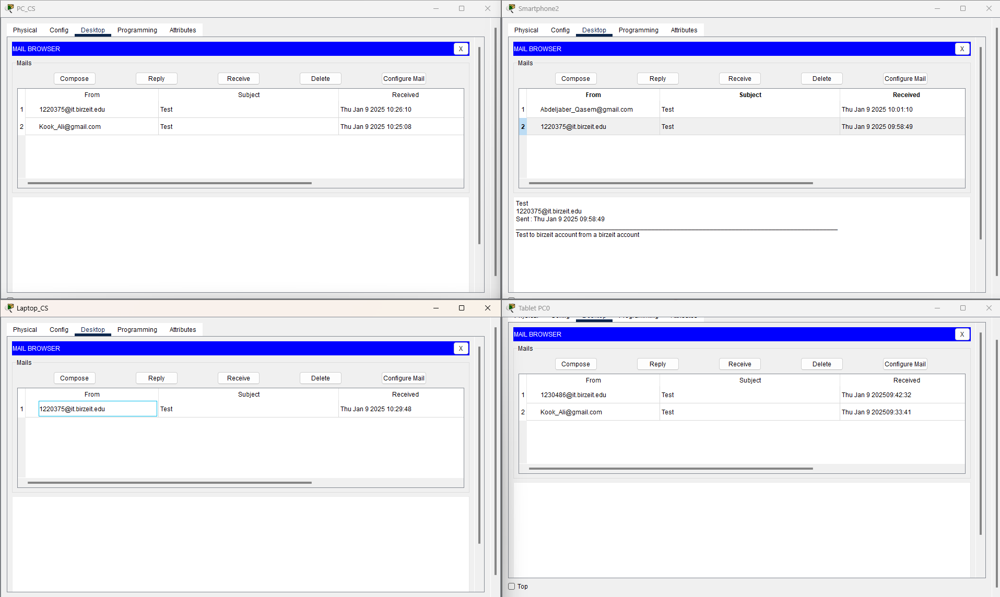 PC_CS
Physical Config Desktop Programming Attributes
MAIL BROWSER X
Mails
Compose Reply Receive Delete Configure Mail
From Subject Received
1 1220375@it.birzeit.edu Test Thu Jan 9 2025 10:26:10
2 Kook_Ali@gmail.com Test Thu Jan 9 2025 10:25:08
Smartphone2
Physical Config Desktop Programming Attributes
MAIL BROWSER X
Mails
Compose Reply Receive Delete Configure Mail
From Subject Received
1 Abdeljaber_Qasem@gmail.com Test Thu Jan 9 2025 10:01:10
2 1220375@it.birzeit.edu Test Thu Jan 9 2025 09:58:49
Test
1220375@it.birzeit.edu
Sent : Thu Jan 9 2025 09:58:49
Test to birzeit account from a birzeit account
Laptop_CS
Physical Config Desktop Programming Attributes
MAIL BROWSER X
Mails
Compose Reply Receive Delete Configure Mail
From Subject Received
1 1220375@it.birzeit.edu Test Thu Jan 9 2025 10:29:48
Tablet PC0
Physical Config Desktop Programming Attributes
MAIL BROWSER X
Mails
Compose Reply Receive Delete Configure Mail
From Subject Received
1 1230486@it.birzeit.edu Test Thu Jan 9 202509:42:32
2 Kook_Ali@gmail.com Test Thu Jan 9 202509:33:41
Top